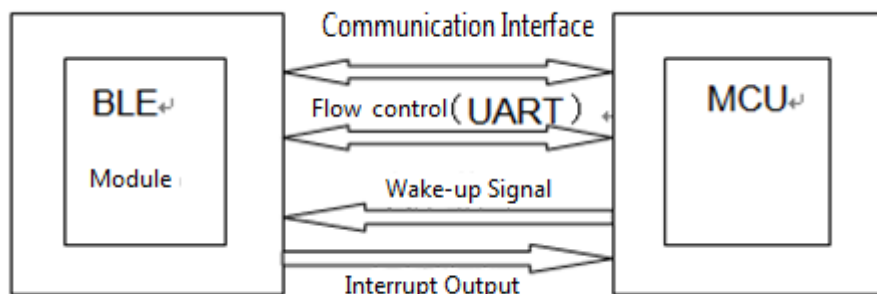 Communication Interface
BLE↵
Module
Flow control（UART）↵
MCU↵
Wake-up Signal
Interrupt Output